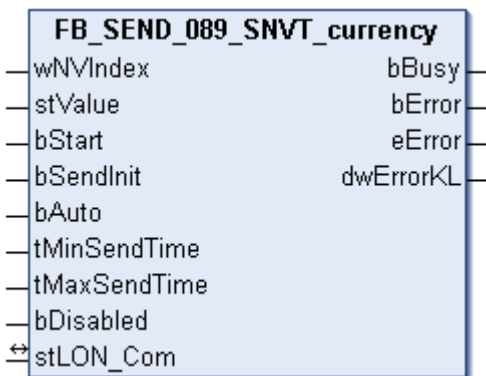 FB_SEND_089_SNVT_currency
wNVIndex bBusy
stValue bError
bStart eError
bSendInit dwErrorKL
bAuto
tMinSendTime
tMaxSendTime
bDisabled
stLON_Com